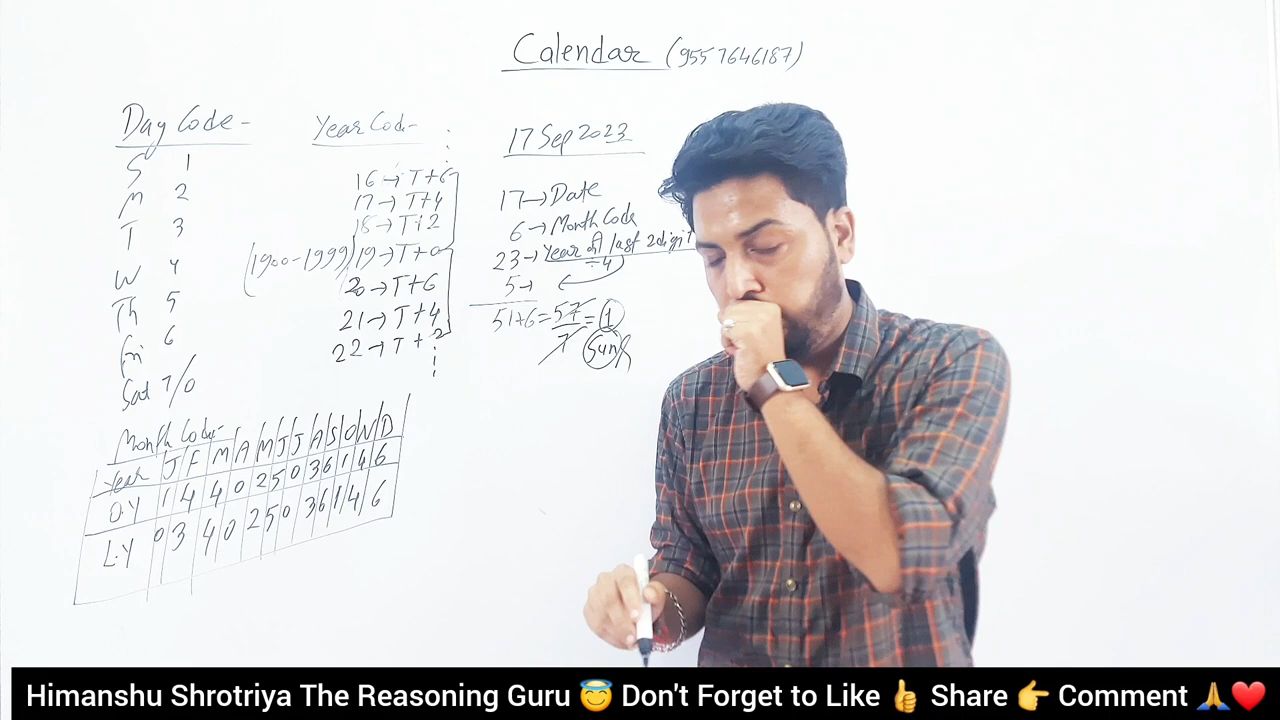 Calendar (9557646187)
Day Code -
S 1
M 2
T 3
W 4
Th 5
Fri 6
Sat 7/0
Year Code -
16 → T+6
17 → T+4
18 → T+2
(1900-1999) 19 → T+0
20 → T+6
21 → T+4
22 → T+2
17 Sep 2023
17 → Date
6 → Month Code
23 → Year of last 2 digit
÷4
5 →
51+6 = 57/7 = 1
Sun
Month Code -
Year J F M A M J J A S O N D
O.Y 1 4 4 0 2 5 0 3 6 1 4 6
L.Y 0 3 4 0 2 5 0 3 6 1 4 6
Himanshu Shrotriya The Reasoning Guru 😇 Don't Forget to Like 👍 Share 👉 Comment 🙏❤️